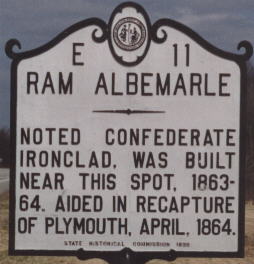 E 11
RAM ALBEMARLE
NOTED CONFEDERATE
IRONCLAD, WAS BUILT
NEAR THIS SPOT, 1863-
64. AIDED IN RECAPTURE
OF PLYMOUTH, APRIL, 1864.
STATE HISTORICAL COMMISSION